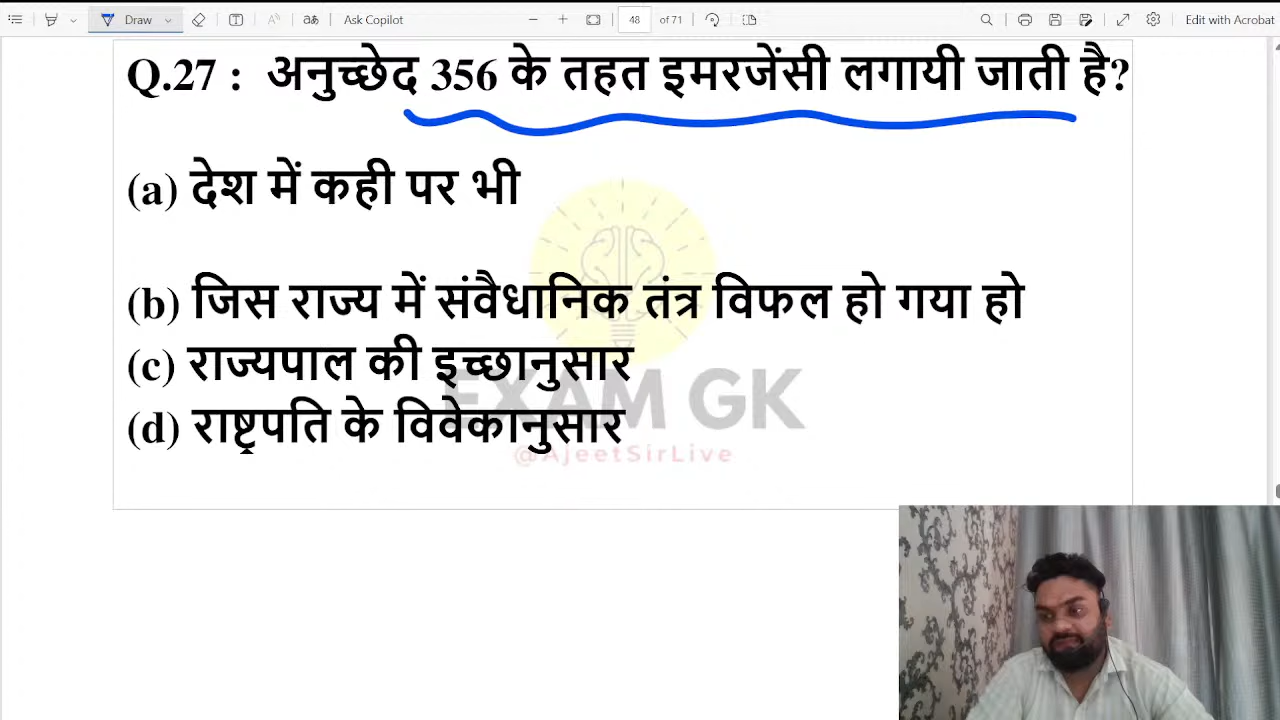 Draw
Ask Copilot
48 of 71
Edit with Acrobat
Q.27 : अनुच्छेद 356 के तहत इमरजेंसी लगायी जाती है?
(a) देश में कही पर भी
(b) जिस राज्य में संवैधानिक तंत्र विफल हो गया हो
(c) राज्यपाल की इच्छानुसार
(d) राष्ट्रपति के विवेकानुसार
EXAM GK
@AjeetSirLive